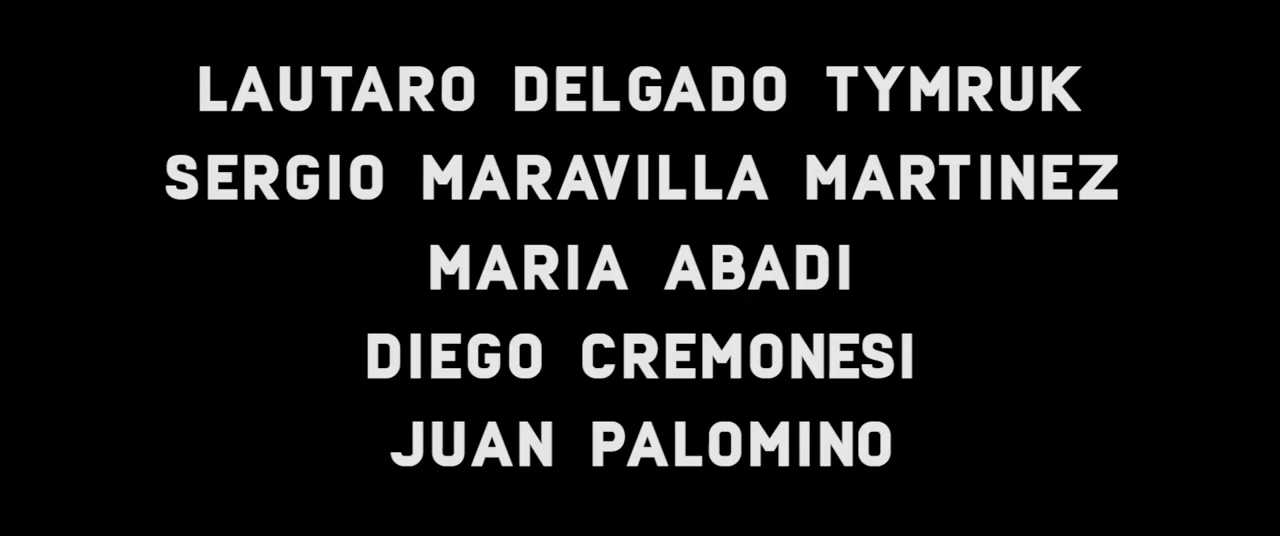 LAUTARO DELGADO TYMRUK
SERGIO MARAVILLA MARTINEZ
MARIA ABADI
DIEGO CREMONESI
JUAN PALOMINO